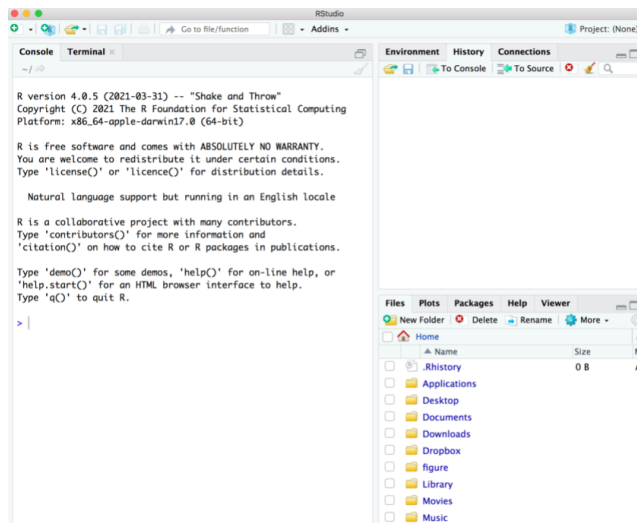 RStudio
Go to file/function
Addins
Project: (None)
Console Terminal
~/
R version 4.0.5 (2021-03-31) -- "Shake and Throw"
Copyright (C) 2021 The R Foundation for Statistical Computing
Platform: x86_64-apple-darwin17.0 (64-bit)
R is free software and comes with ABSOLUTELY NO WARRANTY.
You are welcome to redistribute it under certain conditions.
Type 'license()' or 'licence()' for distribution details.
Natural language support but running in an English locale
R is a collaborative project with many contributors.
Type 'contributors()' for more information and
'citation()' on how to cite R or R packages in publications.
Type 'demo()' for some demos, 'help()' for on-line help, or
'help.start()' for an HTML browser interface to help.
Type 'q()' to quit R.
>
Environment History Connections
To Console To Source
Files Plots Packages Help Viewer
New Folder Delete Rename More
Home
Name Size
.Rhistory 0 B
Applications
Desktop
Documents
Downloads
Dropbox
figure
Library
Movies
Music